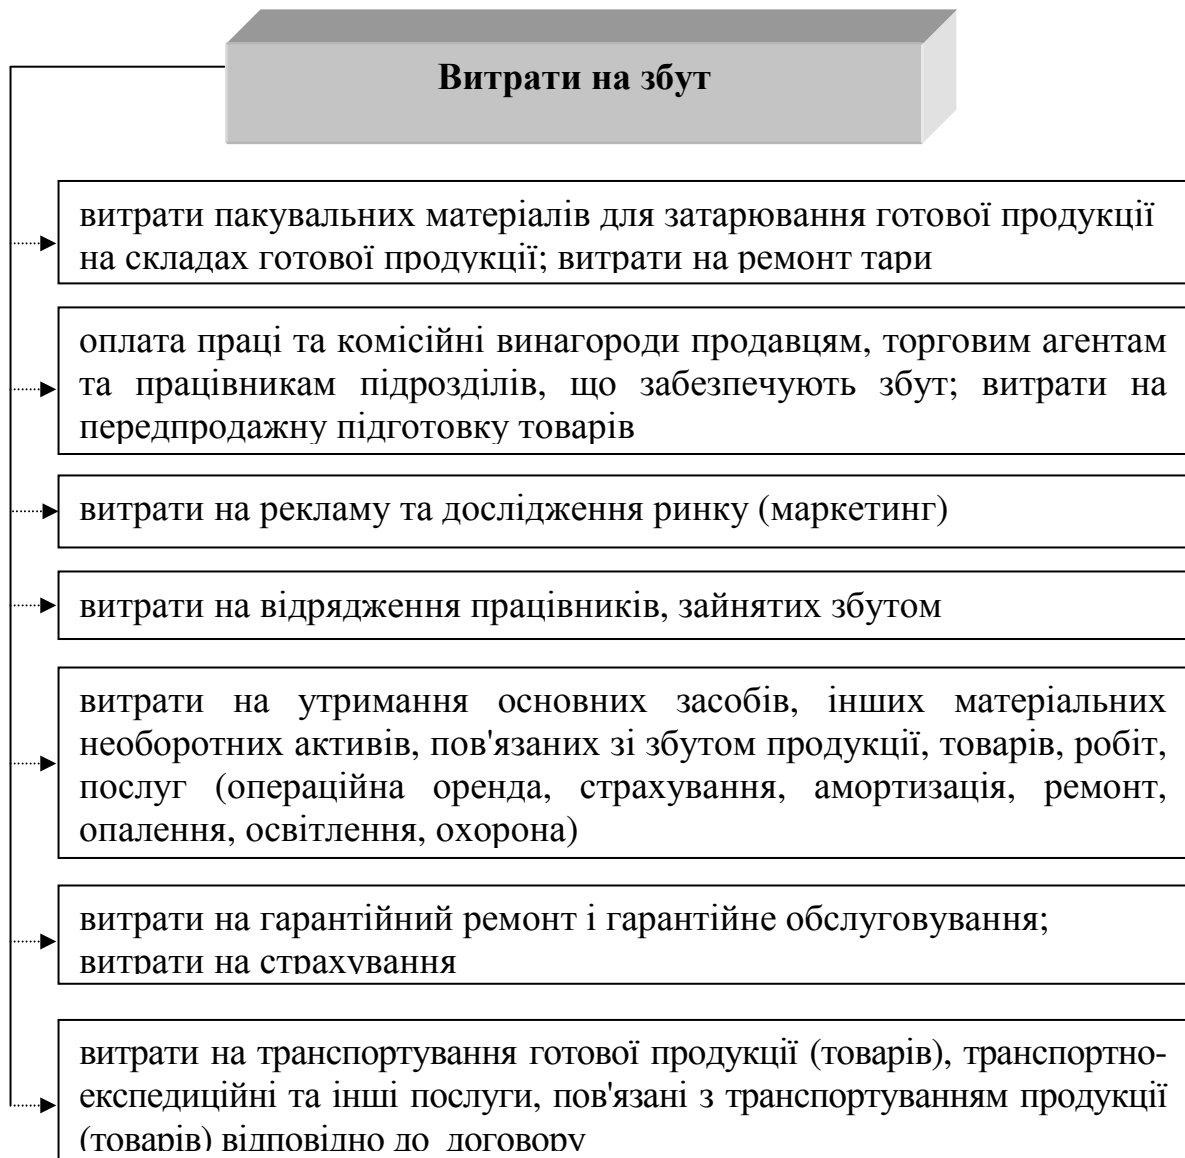 Витрати на збут
витрати пакувальних матеріалів для затарювання готової продукції
на складах готової продукції; витрати на ремонт тари
оплата праці та комісійні винагороди продавцям, торговим агентам
та працівникам підрозділів, що забезпечують збут; витрати на
передпродажну підготовку товарів
витрати на рекламу та дослідження ринку (маркетинг)
витрати на відрядження працівників, зайнятих збутом
витрати на утримання основних засобів, інших матеріальних
необоротних активів, пов'язаних зі збутом продукції, товарів, робіт,
послуг (операційна оренда, страхування, амортизація, ремонт,
опалення, освітлення, охорона)
витрати на гарантійний ремонт і гарантійне обслуговування;
витрати на страхування
витрати на транспортування готової продукції (товарів), транспортно-
експедиційні та інші послуги, пов'язані з транспортуванням продукції
(товарів) відповідно до договору